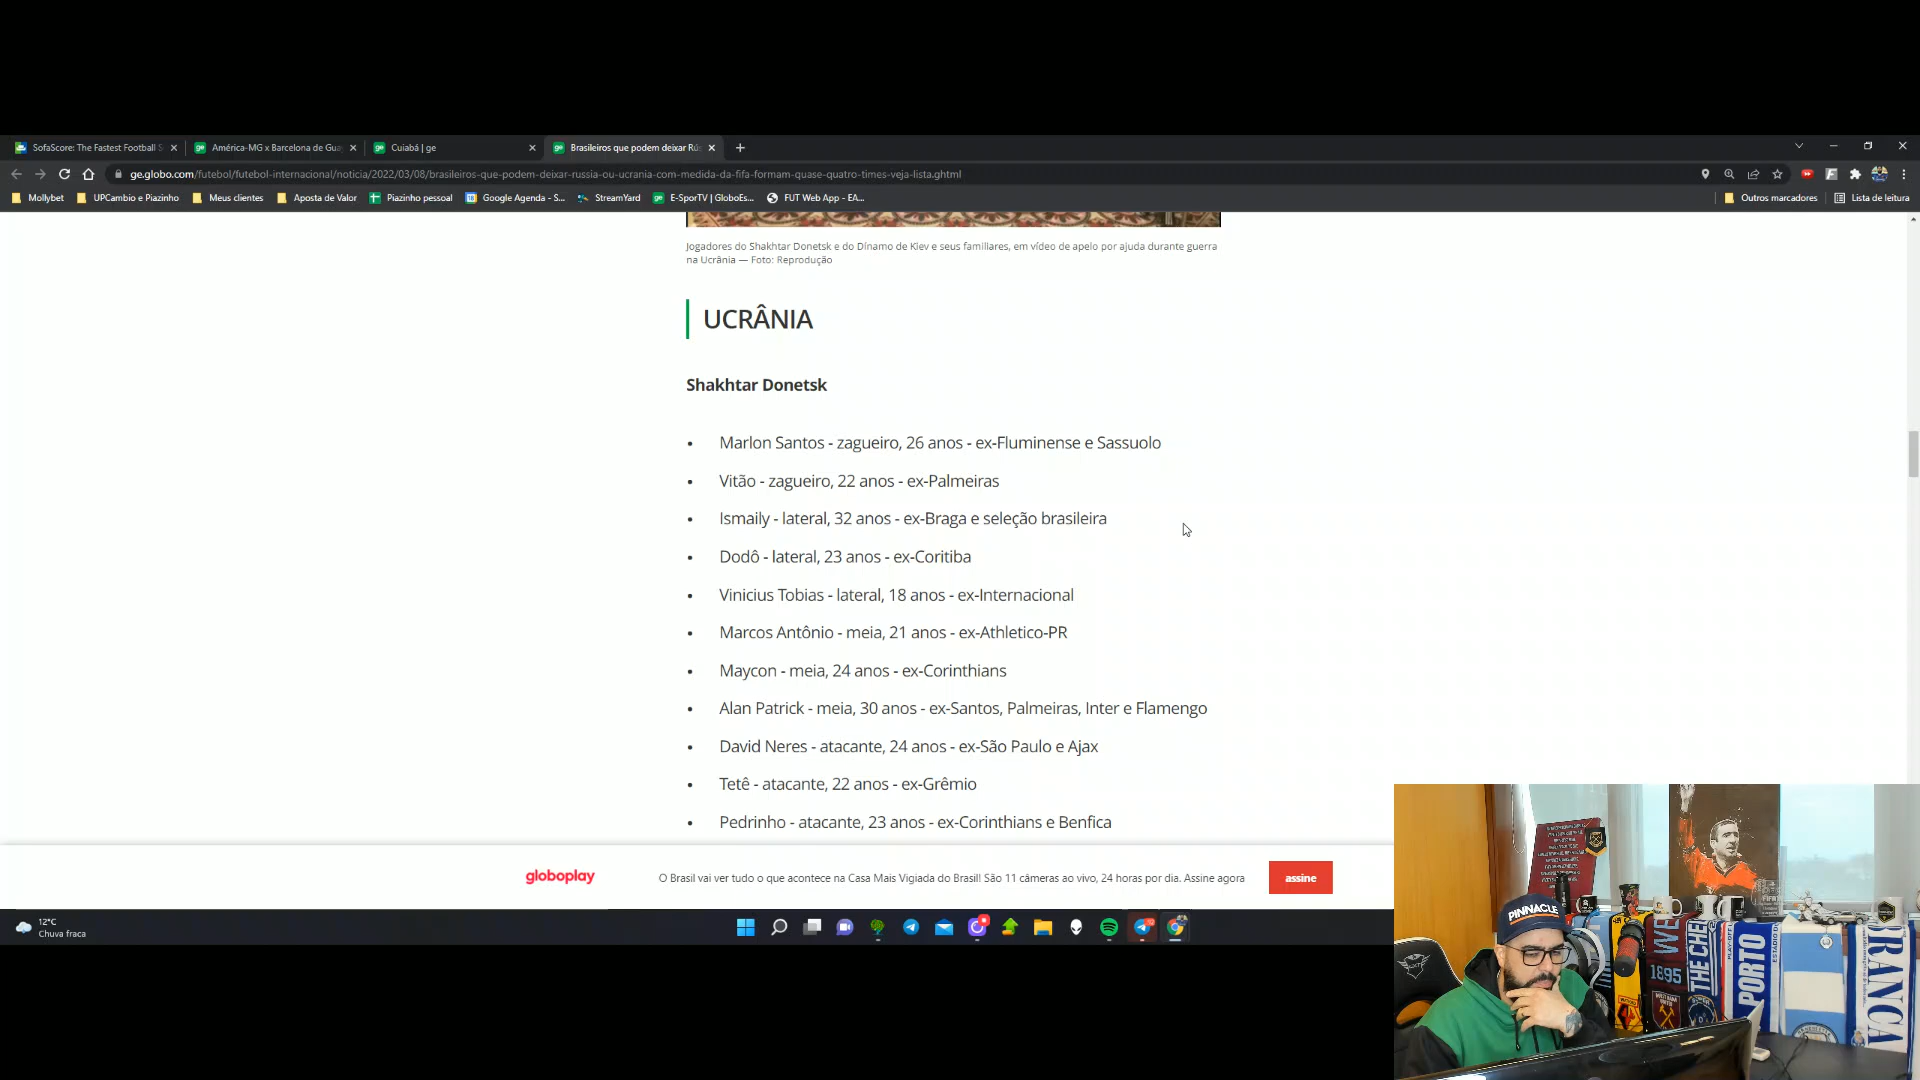 SofaScore: The Fastest Football S
América-MG x Barcelona de Gua
Cuiabá | ge
Brasileiros que podem deixar Rús
ge.globo.com/futebol/futebol-internacional/noticia/2022/03/08/brasileiros-que-podem-deixar-russia-ou-ucrania-com-medida-da-fifa-formam-quase-quatro-times-veja-lista.ghtml
Mollybet
UPCambio e Piazinho
Meus clientes
Aposta de Valor
Piazinho pessoal
Google Agenda - S...
StreamYard
E-SporTV | GloboEs...
FUT Web App - EA...
Outros marcadores
Lista de leitura
Jogadores do Shakhtar Donetsk e do Dínamo de Kiev e seus familiares, em vídeo de apelo por ajuda durante guerra
na Ucrânia — Foto: Reprodução
UCRÂNIA
Shakhtar Donetsk
• Marlon Santos - zagueiro, 26 anos - ex-Fluminense e Sassuolo
• Vitão - zagueiro, 22 anos - ex-Palmeiras
• Ismaily - lateral, 32 anos - ex-Braga e seleção brasileira
• Dodô - lateral, 23 anos - ex-Coritiba
• Vinicius Tobias - lateral, 18 anos - ex-Internacional
• Marcos Antônio - meia, 21 anos - ex-Athletico-PR
• Maycon - meia, 24 anos - ex-Corinthians
• Alan Patrick - meia, 30 anos - ex-Santos, Palmeiras, Inter e Flamengo
• David Neres - atacante, 24 anos - ex-São Paulo e Ajax
• Tetê - atacante, 22 anos - ex-Grêmio
• Pedrinho - atacante, 23 anos - ex-Corinthians e Benfica
globoplay
O Brasil vai ver tudo o que acontece na Casa Mais Vigiada do Brasil! São 11 câmeras ao vivo, 24 horas por dia. Assine agora
assine
12°C
Chuva fraca
PINNACLE
WE
1895
THE CHE
PORTO
RANCA